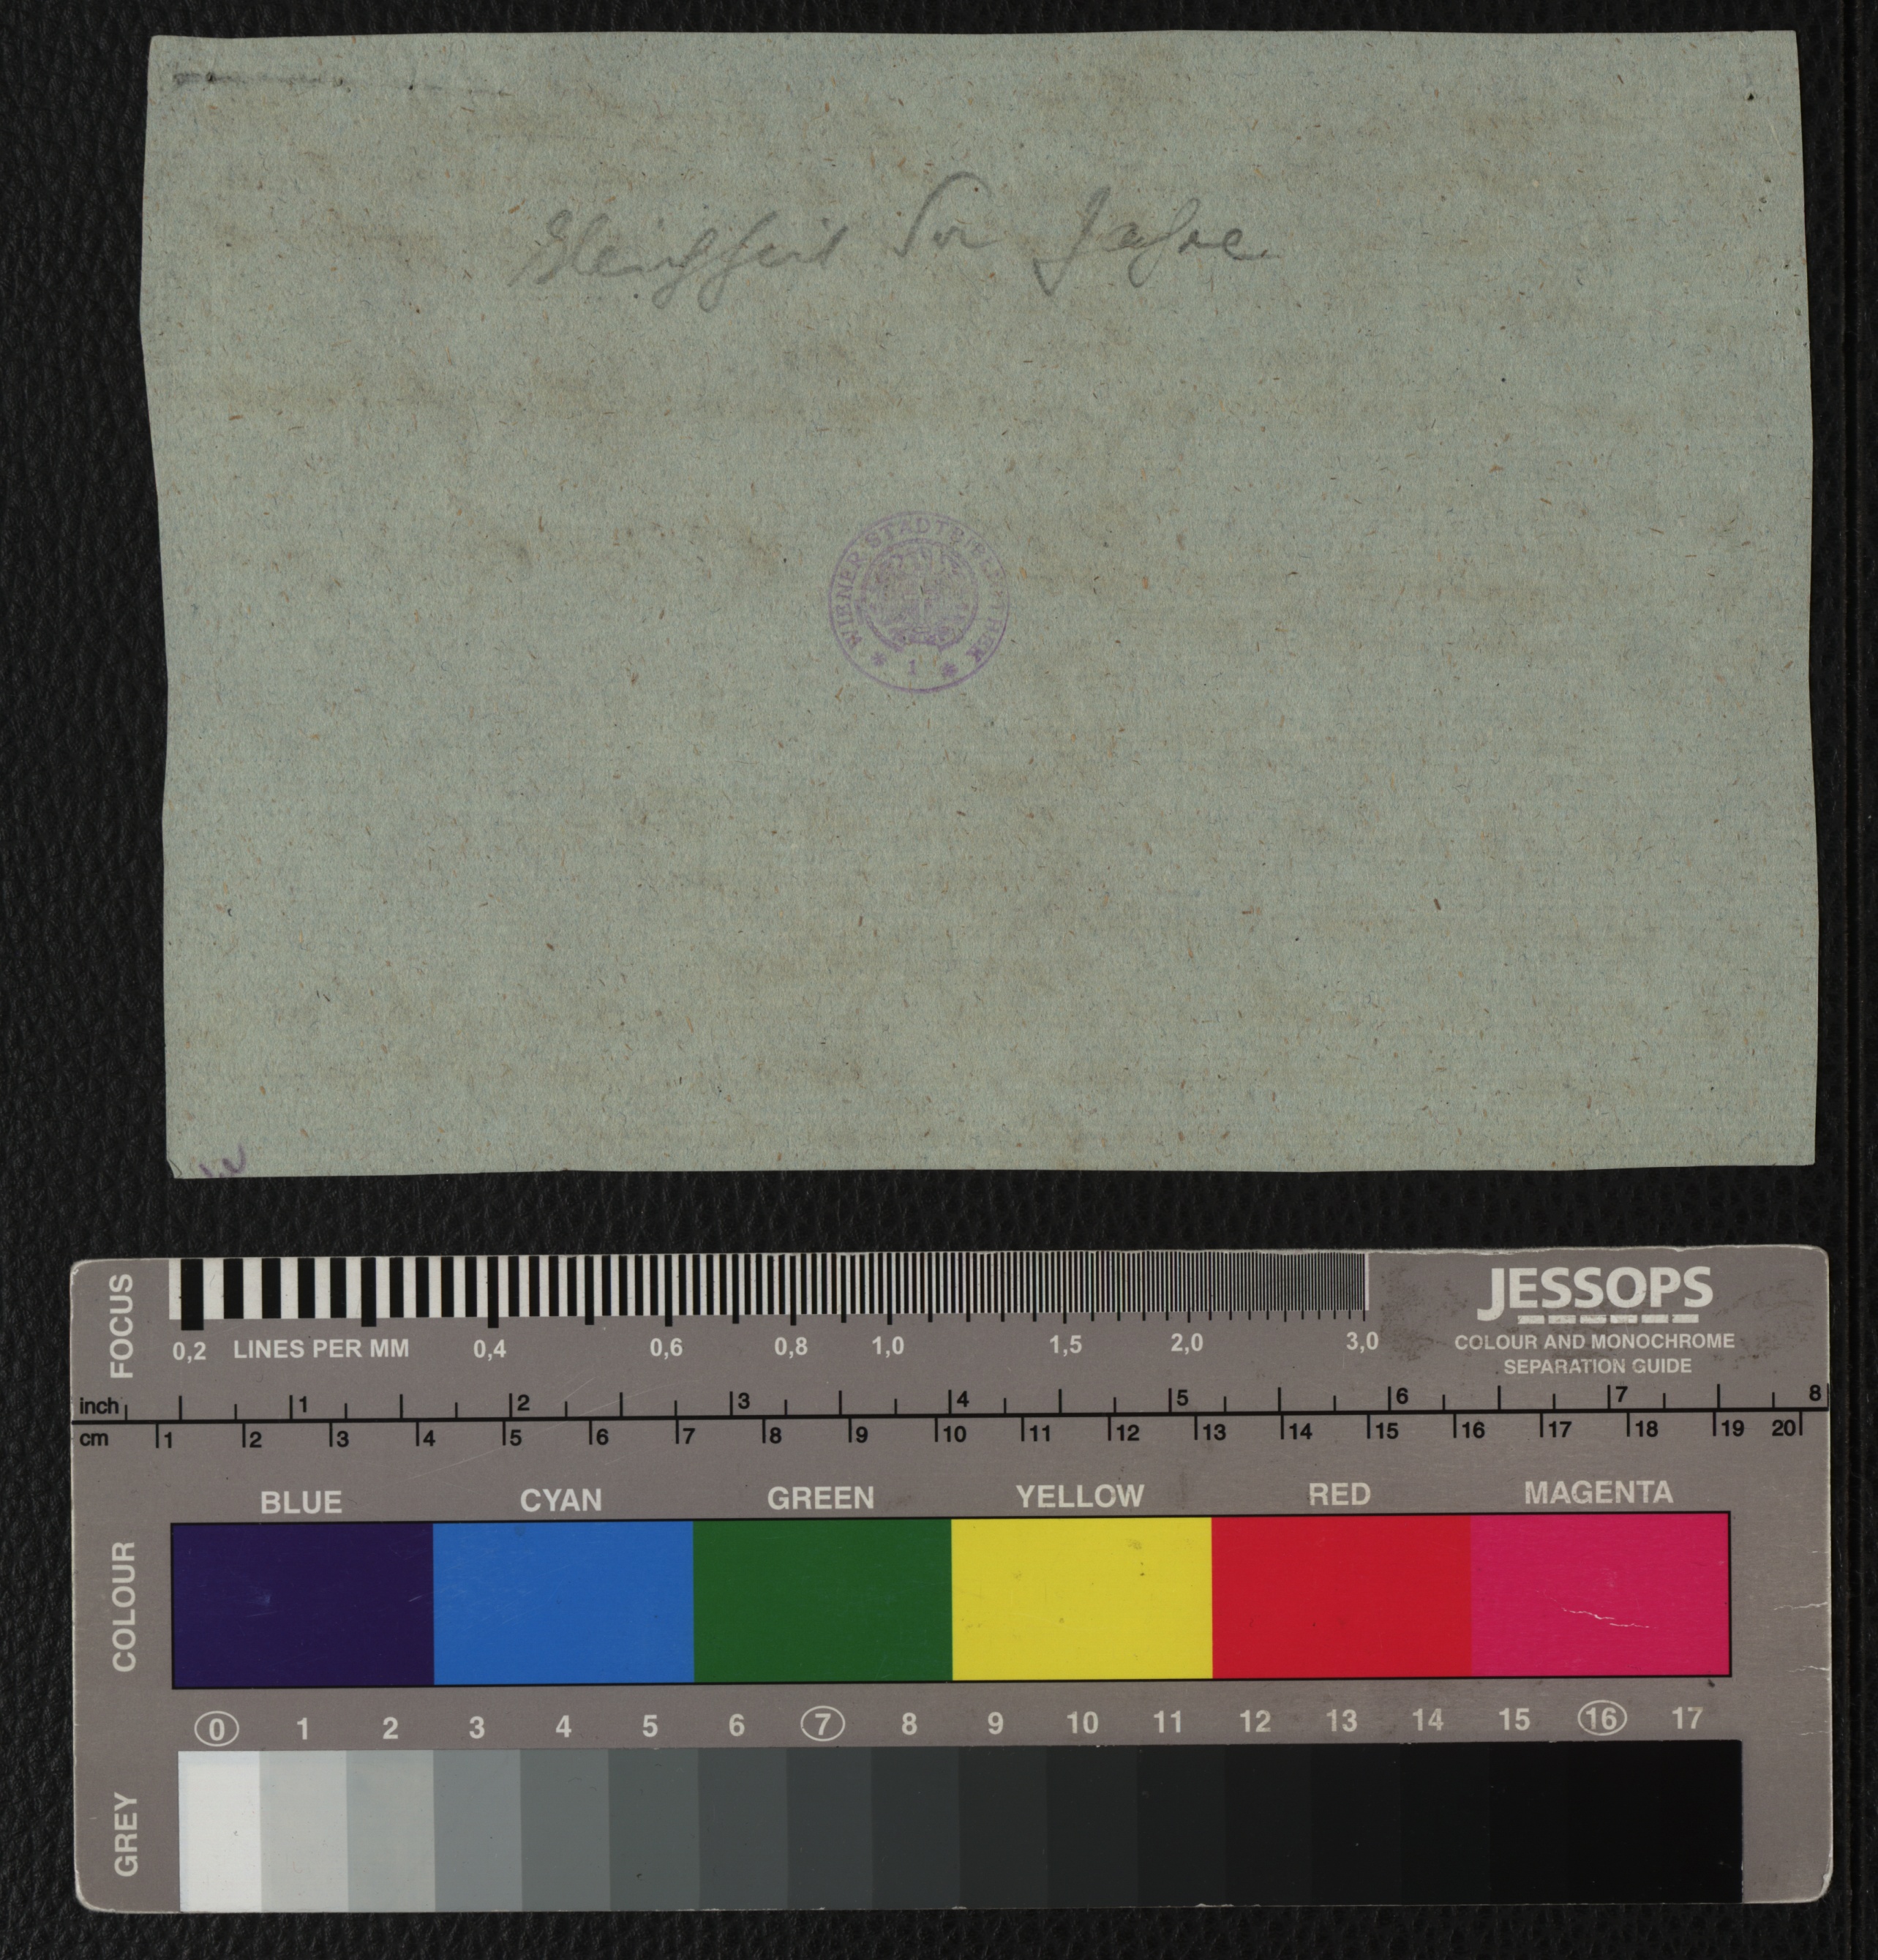 Gleichheit der Jahre
WIENER STADTBIBLIOTHEK
* 1 *
FOCUS
0,2 LINES PER MM 0,4 0,6 0,8 1,0 1,5 2,0 3,0
JESSOPS
COLOUR AND MONOCHROME
SEPARATION GUIDE
inch 1 2 3 4 5 6 7 8
cm 1 2 3 4 5 6 7 8 9 10 11 12 13 14 15 16 17 18 19 20
BLUE CYAN GREEN YELLOW RED MAGENTA
COLOUR
0 1 2 3 4 5 6 7 8 9 10 11 12 13 14 15 16 17
GREY